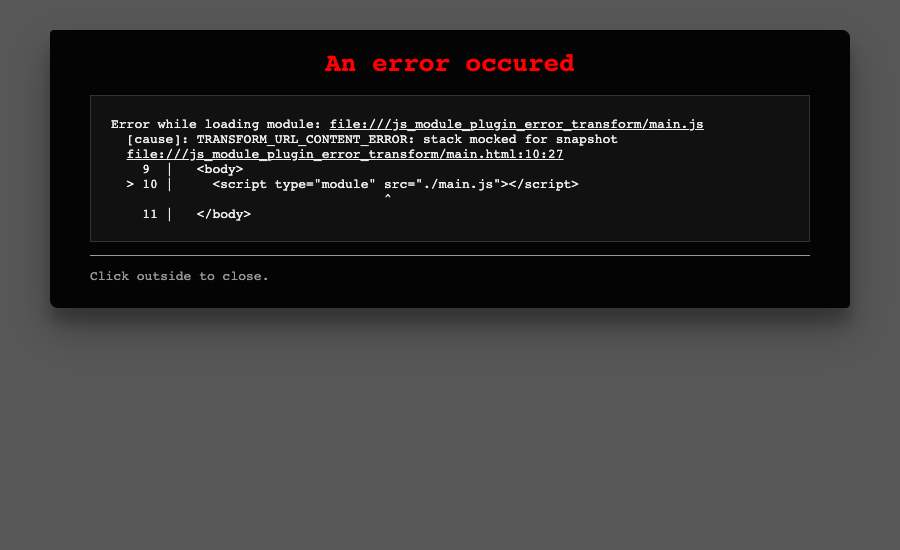 An error occured
Error while loading module: file:///js_module_plugin_error_transform/main.js
  [cause]: TRANSFORM_URL_CONTENT_ERROR: stack mocked for snapshot
  file:///js_module_plugin_error_transform/main.html:10:27
    9  |   <body>
  > 10 |     <script type="module" src="./main.js"></script>
                                   ^
    11 |   </body>
Click outside to close.